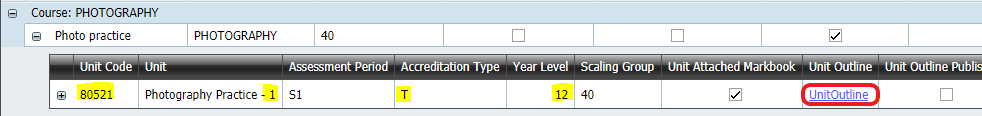 Course: PHOTOGRAPHY
Photo practice PHOTOGRAPHY 40
Unit Code Unit Assessment Period Accreditation Type Year Level Scaling Group Unit Attached Markbook Unit Outline Unit Outline Publis
80521 Photography Practice - 1 S1 T 12 40 UnitOutline